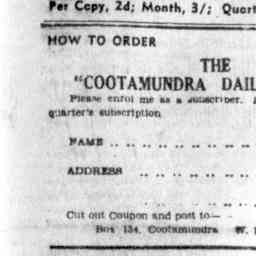 Per Copy, 2d; Month, 3/; Quart
HOW TO ORDER
THE
"COOTAMUNDRA DAIL
Please enrol me as a subscriber.
quarter's subscription
NAME .. .. .. .. .. ..
ADDRESS .. .. .. .. ..
.. .. .. ..
Cut out Coupon and post to—
Box 134, Cootamundra